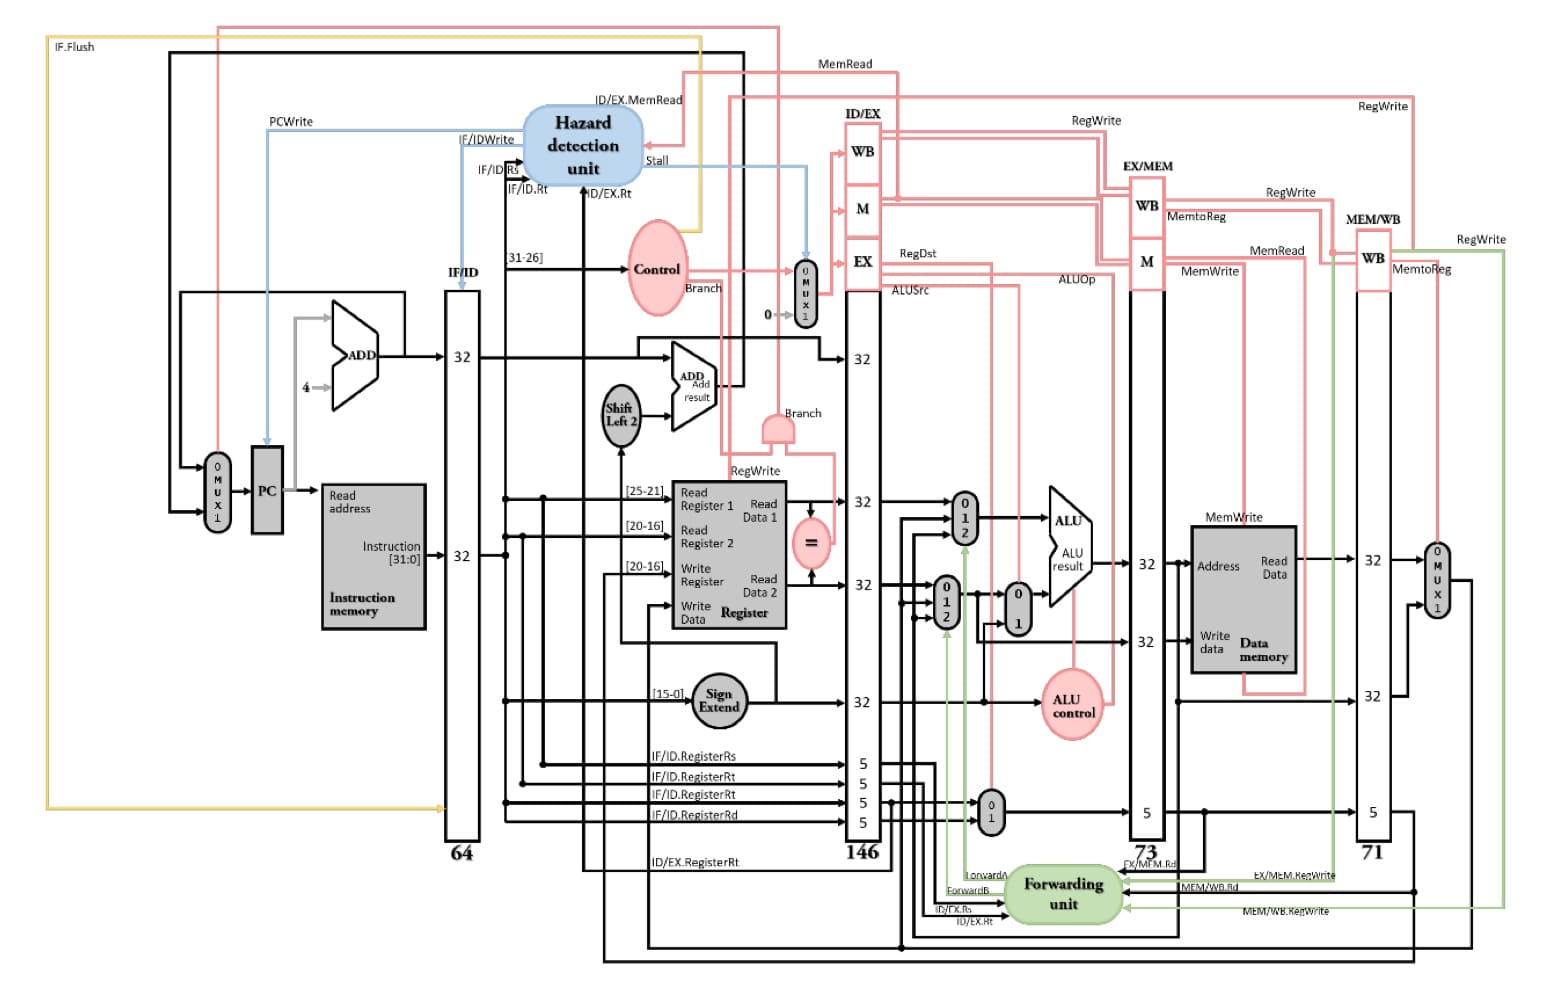 IF.Flush
MemRead
ID/EX.MemRead
RegWrite
PCWrite
Hazard
detection
unit
ID/EX
RegWrite
IF/IDWrite
WB
Stall
EX/MEM
IF/ID.Rs
IF/ID.Rt
ID/EX.Rt
M
WB
RegWrite
MemtoReg
MEM/WB
RegWrite
[31-26]
Control
EX
RegDst
M
MemRead
WB
MemtoReg
IF/ID
Branch
0
M
U
X
1
ALUSrc
ALUOp
MemWrite
0
32
ADD
32
ADD
Add
result
4
Shift
Left 2
Branch
0
M
U
X
1
PC
Read
address
Instruction
[31:0]
Instruction
memory
32
RegWrite
[25-21]
[20-16]
[20-16]
Read
Register 1
Read
Data 1
Read
Register 2
Write
Register
Read
Data 2
Write
Data
Register
=
32
32
0
1
2
0
1
2
0
1
ALU
ALU
result
32
32
MemWrite
Address
Read
Data
Write
data
Data
memory
32
0
M
U
X
1
[15-0]
Sign
Extend
32
ALU
control
32
IF/ID.RegisterRs
5
IF/ID.RegisterRt
5
IF/ID.RegisterRt
5
IF/ID.RegisterRd
5
0
1
5
5
64
146
73
71
ID/EX.RegisterRt
EX/MEM.Rd
ForwardA
ForwardB
Forwarding
unit
EX/MEM.RegWrite
MEM/WB.Rd
ID/EX.Rs
ID/EX.Rt
MEM/WB.RegWrite